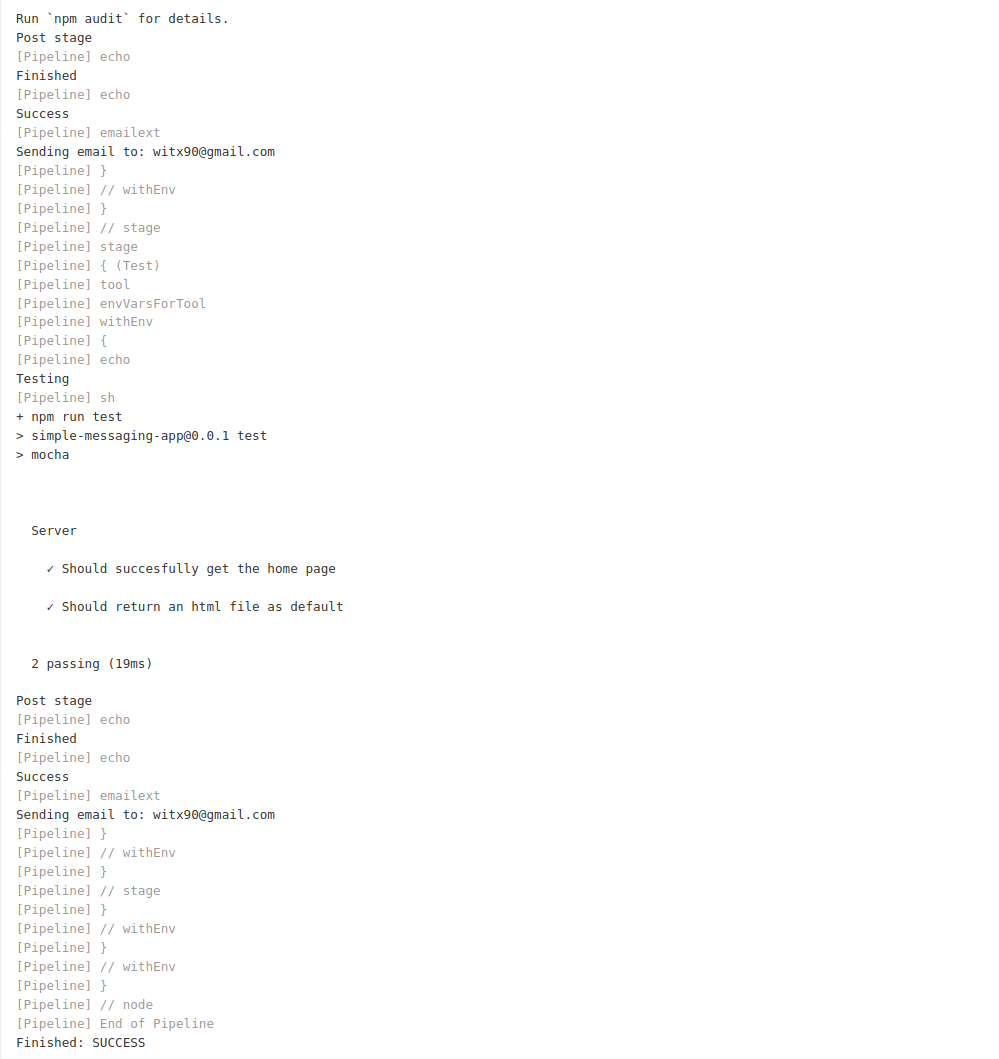 Run `npm audit` for details.
Post stage
[Pipeline] echo
Finished
[Pipeline] echo
Success
[Pipeline] emailext
Sending email to: witx90@gmail.com
[Pipeline] }
[Pipeline] // withEnv
[Pipeline] }
[Pipeline] // stage
[Pipeline] stage
[Pipeline] { (Test)
[Pipeline] tool
[Pipeline] envVarsForTool
[Pipeline] withEnv
[Pipeline] {
[Pipeline] echo
Testing
[Pipeline] sh
+ npm run test
> simple-messaging-app@0.0.1 test
> mocha
Server
✓ Should succesfully get the home page
✓ Should return an html file as default
2 passing (19ms)
Post stage
[Pipeline] echo
Finished
[Pipeline] echo
Success
[Pipeline] emailext
Sending email to: witx90@gmail.com
[Pipeline] }
[Pipeline] // withEnv
[Pipeline] }
[Pipeline] // stage
[Pipeline] }
[Pipeline] // withEnv
[Pipeline] }
[Pipeline] // withEnv
[Pipeline] }
[Pipeline] // node
[Pipeline] End of Pipeline
Finished: SUCCESS